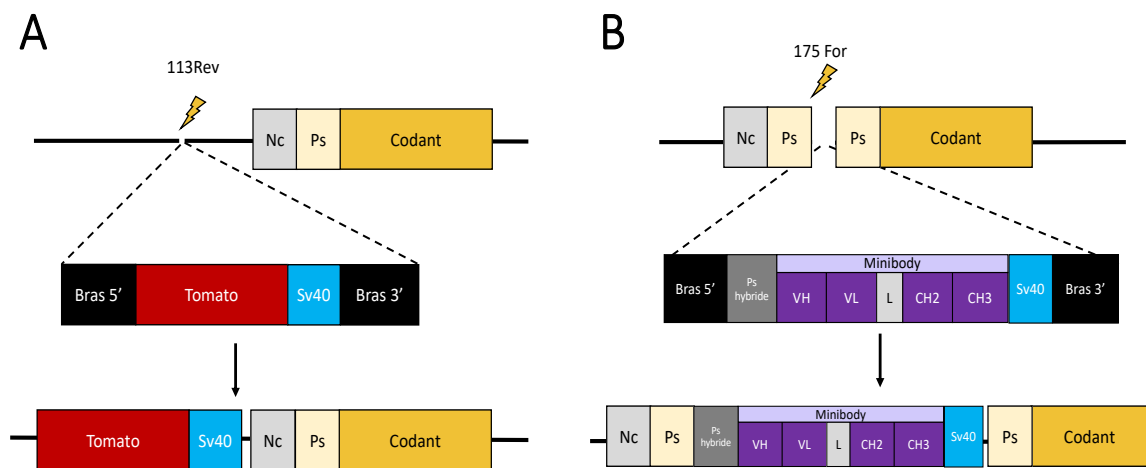 A
113Rev
Nc Ps Codant
Bras 5' Tomato Sv40 Bras 3'
Tomato Sv40 Nc Ps Codant
B
175 For
Nc Ps Ps Codant
Minibody
Bras 5' Ps hybride VH VL L CH2 CH3 Sv40 Bras 3'
Minibody
Nc Ps Ps hybride VH VL L CH2 CH3 Sv40 Ps Codant